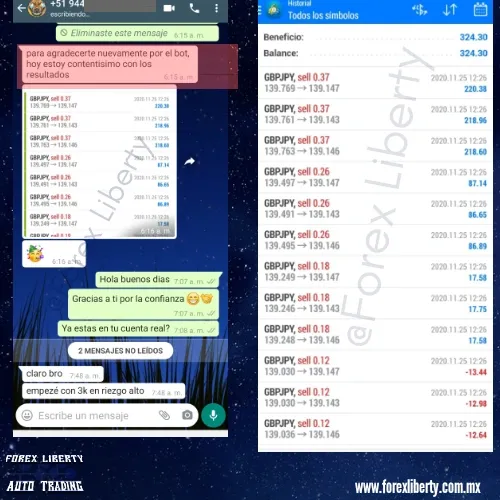 +51 944
escribiendo...
Eliminaste este mensaje 6:15 a. m.
para agradecerte nuevamente por el bot,
hoy estoy contentisimo con los
resultados
6:15 a. m.
GBPJPY, sell 0.37 2020.11.25 12:26
139.769 → 139.147 220.38
GBPJPY, sell 0.37 2020.11.25 12:26
139.761 → 139.143 218.96
GBPJPY, sell 0.37 2020.11.25 12:26
139.763 → 139.146 218.60
GBPJPY, sell 0.26 2020.11.25 12:26
139.497 → 139.147 87.14
GBPJPY, sell 0.26 2020.11.25 12:26
139.491 → 139.143 86.65
GBPJPY, sell 0.26 2020.11.25 12:26
139.495 → 139.146 86.89
GBPJPY, sell 0.18 2020.11.25 12:26
139.249 → 139.147 17.58
GBPJPY, sell 0.18
6:16 a. m.
6:16 a. m.
Hola buenos dias 7:07 a. m.
Gracias a ti por la confianza
7:07 a. m.
Ya estas en tu cuenta real? 7:08 a. m.
2 MENSAJES NO LEÍDOS
claro bro 7:48 a. m.
empezé con 3k en riezgo alto 7:48 a. m.
Escribe un mensaje
FOREX LIBERTY
AUTO TRADING
Historial
Todos los símbolos
Beneficio: 324.30
Balance: 324.30
GBPJPY, sell 0.37 2020.11.25 12:26
139.769 → 139.147 220.38
GBPJPY, sell 0.37 2020.11.25 12:26
139.761 → 139.143 218.96
GBPJPY, sell 0.37 2020.11.25 12:26
139.763 → 139.146 218.60
GBPJPY, sell 0.26 2020.11.25 12:26
139.497 → 139.147 87.14
GBPJPY, sell 0.26 2020.11.25 12:26
139.491 → 139.143 86.65
GBPJPY, sell 0.26 2020.11.25 12:26
139.495 → 139.146 86.89
GBPJPY, sell 0.18 2020.11.25 12:26
139.249 → 139.147 17.58
GBPJPY, sell 0.18 2020.11.25 12:26
139.246 → 139.143 17.75
GBPJPY, sell 0.18 2020.11.25 12:26
139.248 → 139.146 17.58
GBPJPY, sell 0.12 2020.11.25 12:26
139.030 → 139.147 -13.44
GBPJPY, sell 0.12 2020.11.25 12:26
139.030 → 139.143 -12.98
GBPJPY, sell 0.12 2020.11.25 12:26
139.036 → 139.146 -12.64
@Forex Liberty
www.forexliberty.com.mx